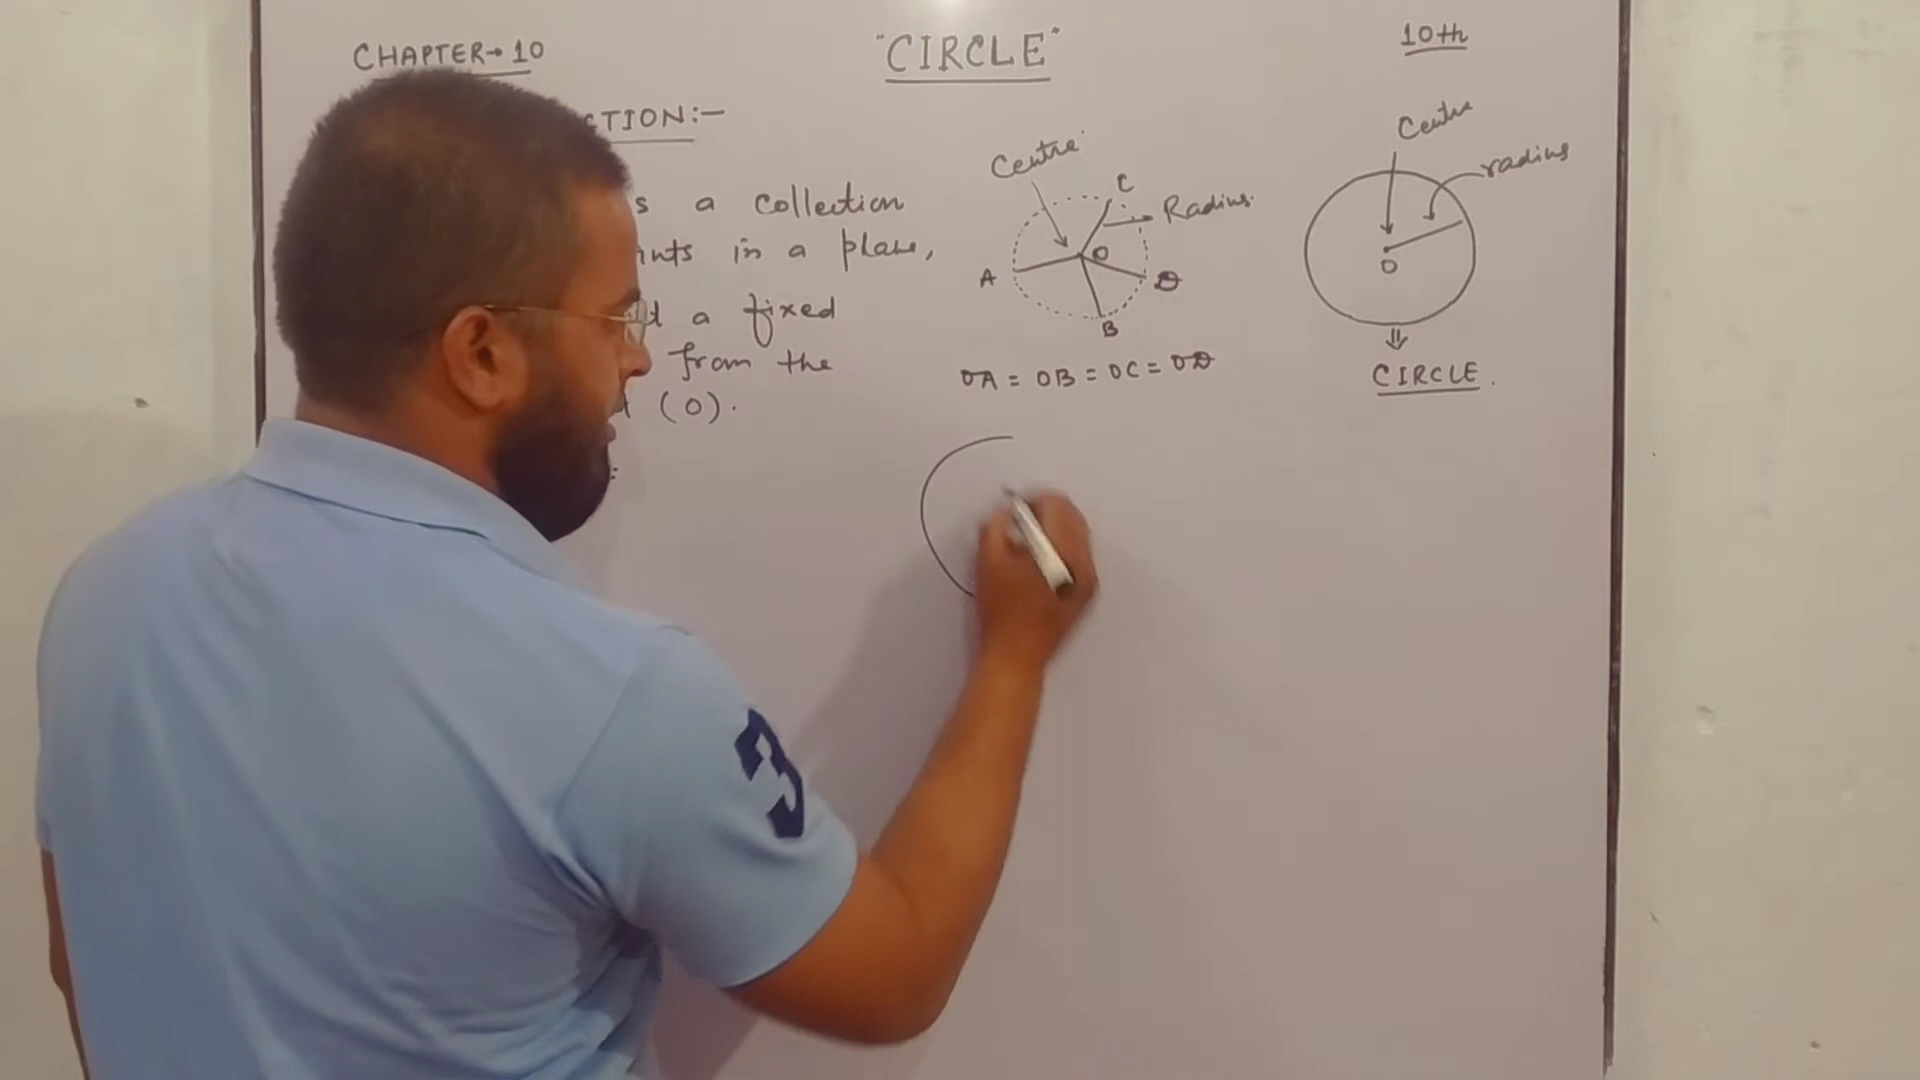 CHAPTER→10
"CIRCLE"
10th
CTION:-
s a collection
nts in a plane,
a fixed
from the
(O).
:
Centre
C
Radius.
A
O
D
B
OA = OB = OC = OD
Centre
radius
O
⇓
CIRCLE.
3